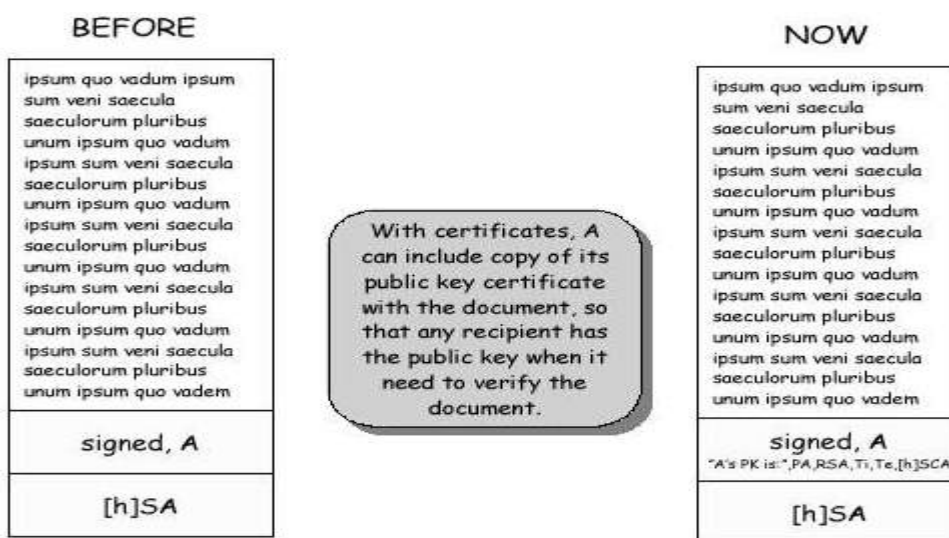 BEFORE
ipsum quo vadum ipsum
sum veni saecula
saeculorum pluribus
unum ipsum quo vadum
ipsum sum veni saecula
saeculorum pluribus
unum ipsum quo vadum
ipsum sum veni saecula
saeculorum pluribus
unum ipsum quo vadum
ipsum sum veni saecula
saeculorum pluribus
unum ipsum quo vadum
ipsum sum veni saecula
saeculorum pluribus
unum ipsum quo vadem
signed, A
[h]SA
With certificates, A
can include copy of its
public key certificate
with the document, so
that any recipient has
the public key when it
need to verify the
document.
NOW
ipsum quo vadum ipsum
sum veni saecula
saeculorum pluribus
unum ipsum quo vadum
ipsum sum veni saecula
saeculorum pluribus
unum ipsum quo vadum
ipsum sum veni saecula
saeculorum pluribus
unum ipsum quo vadum
ipsum sum veni saecula
saeculorum pluribus
unum ipsum quo vadum
ipsum sum veni saecula
saeculorum pluribus
unum ipsum quo vadem
signed, A
"A's PK is:",PA,RSA,Ti,Te,[h]SCA
[h]SA